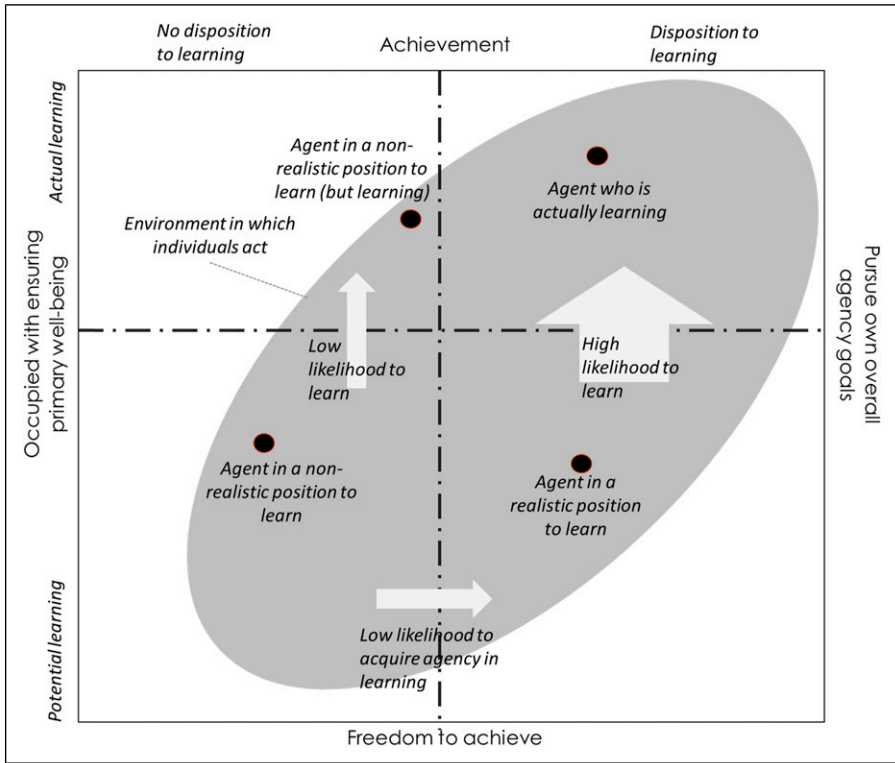 No disposition
to learning
Achievement
Disposition to
learning
Actual learning
Agent in a non-
realistic position to
learn (but learning)
Agent who is
actually learning
Environment in which
individuals act
Occupied with ensuring
primary well-being
Pursue own overall
agency goals
Low
likelihood to
learn
High
likelihood to
learn
Agent in a non-
realistic position to
learn
Agent in a
realistic position
to learn
Potential learning
Low likelihood to
acquire agency in
learning
Freedom to achieve